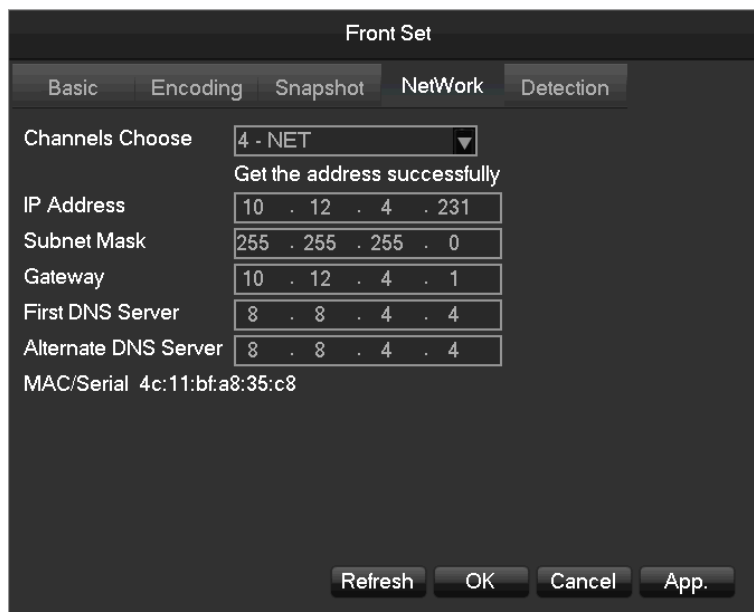 Front Set
Basic Encoding Snapshot NetWork Detection
Channels Choose 4 - NET
Get the address successfully
IP Address 10 . 12 . 4 . 231
Subnet Mask 255 . 255 . 255 . 0
Gateway 10 . 12 . 4 . 1
First DNS Server 8 . 8 . 4 . 4
Alternate DNS Server 8 . 8 . 4 . 4
MAC/Serial 4c:11:bf:a8:35:c8
Refresh OK Cancel App.